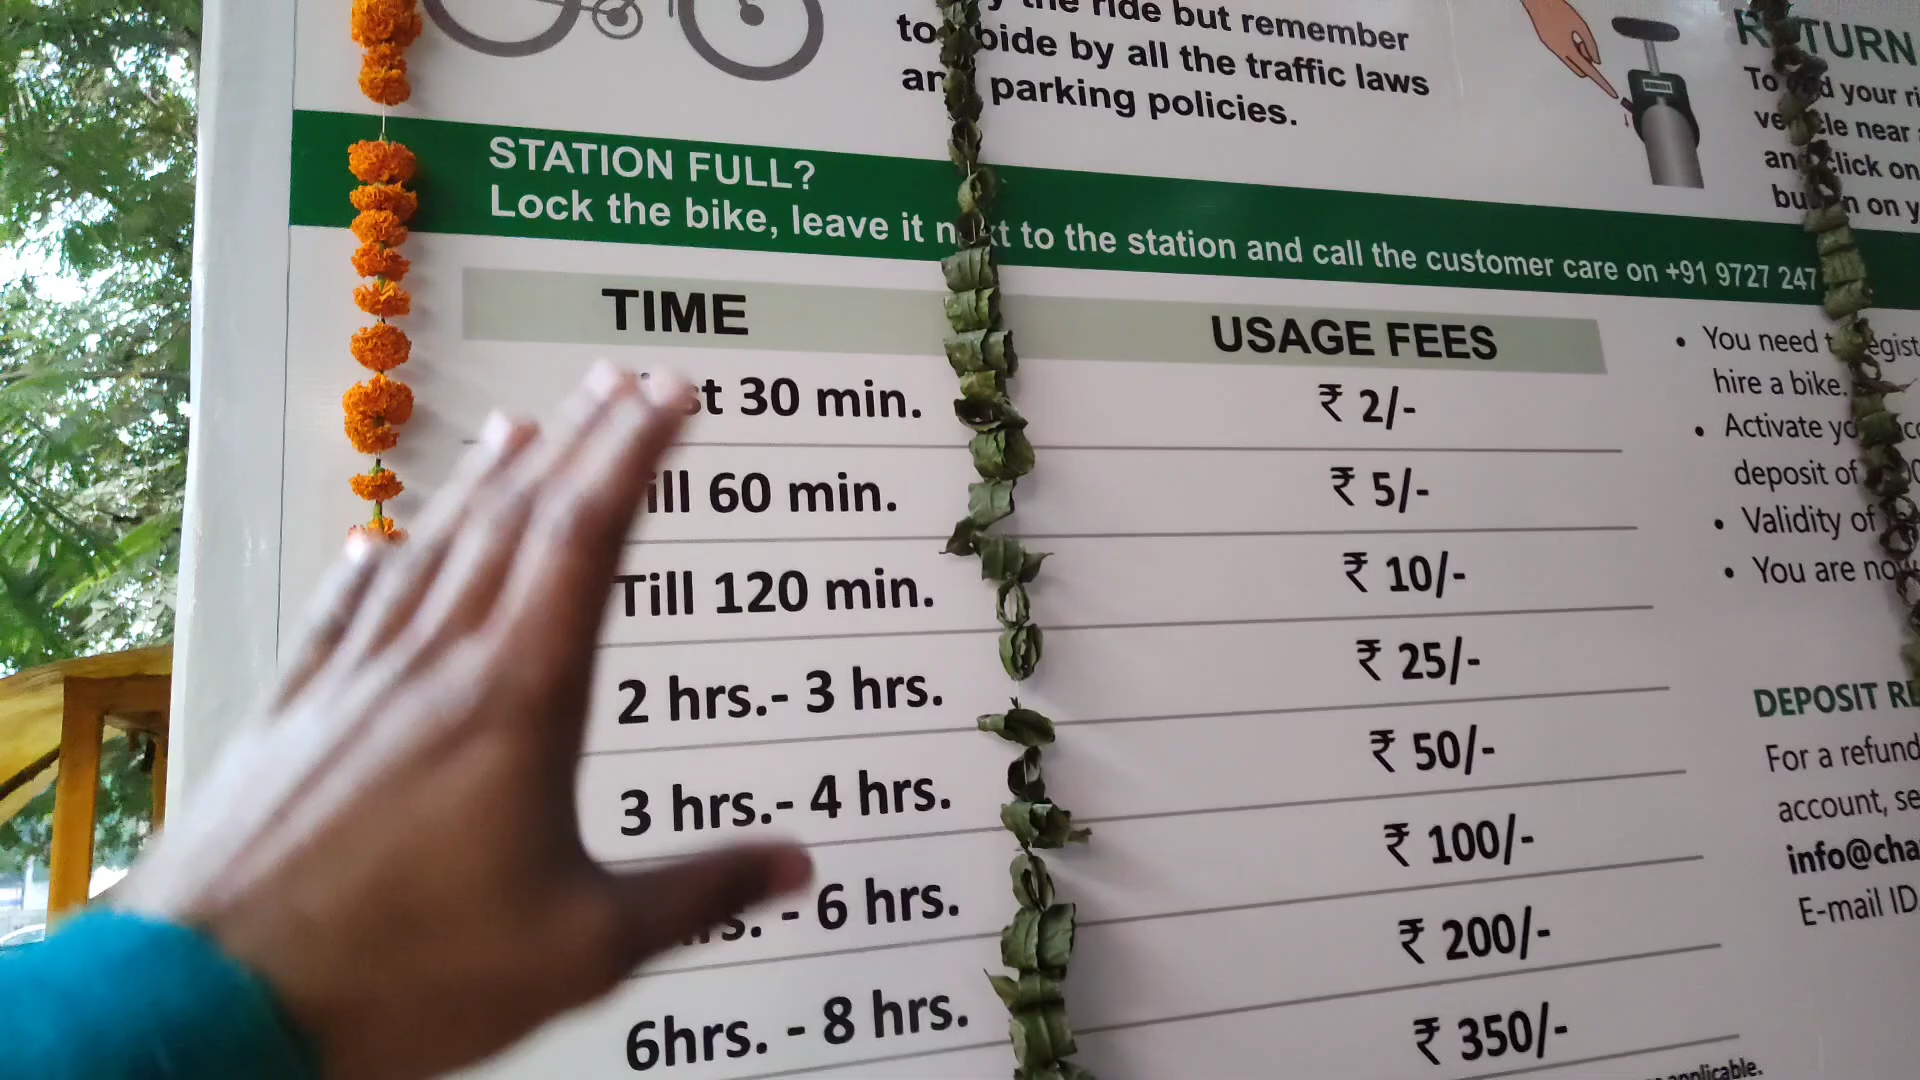 the ride but remember
bide by all the traffic laws
parking policies.
TURN
To your
near
click on
on
STATION FULL?
Lock the bike, leave it to the station and call the customer care on +91 9727 247
TIME USAGE FEES
30 min. ₹ 2/-
60 min. ₹ 5/-
Till 120 min. ₹ 10/-
2 hrs.- 3 hrs. ₹ 25/-
3 hrs.- 4 hrs. ₹ 50/-
- 6 hrs. ₹ 100/-
6hrs. - 8 hrs. ₹ 200/-
₹ 350/-
applicable.
• You need
hire a bike.
• Activate
deposit of
• Validity of
• You are
DEPOSIT
For a refund
account,
info@cha
E-mail ID